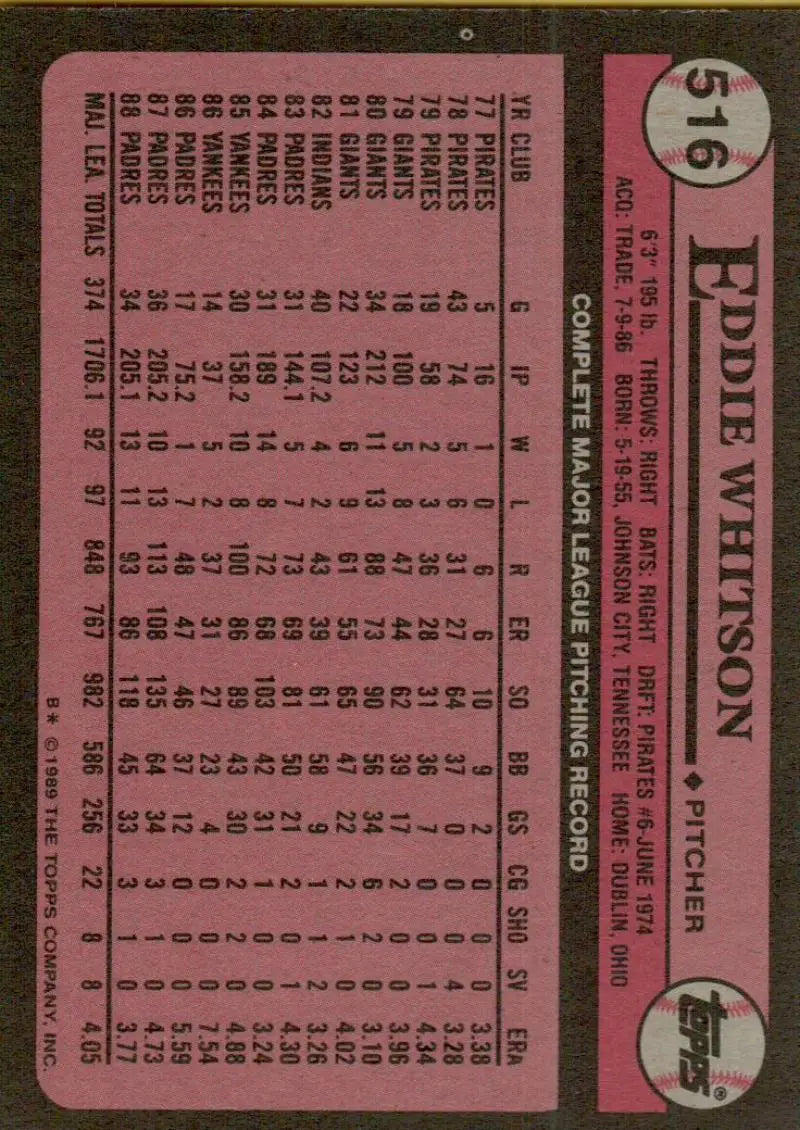 516
EDDIE WHITSON ♦ PITCHER
Topps®
6'3" 195 lb. THROWS: RIGHT BATS: RIGHT DRFT: PIRATES #6-JUNE 1974
ACQ: TRADE, 7-9-86 BORN: 5-19-55, JOHNSON CITY, TENNESSEE HOME: DUBLIN, OHIO
COMPLETE MAJOR LEAGUE PITCHING RECORD
YR CLUB G IP W L R ER SO BB GS CG SHO SV ERA
77 PIRATES 5 16 1 0 6 6 10 9 2 0 0 0 3.38
78 PIRATES 43 74 5 6 31 27 64 37 0 0 0 4 3.28
79 PIRATES 19 58 2 3 36 28 31 36 7 0 0 1 4.34
79 GIANTS 18 100 5 8 47 44 62 39 17 2 0 0 3.96
80 GIANTS 34 212 11 13 88 73 90 56 34 6 2 0 3.10
81 GIANTS 22 123 6 9 61 55 65 47 22 2 1 0 4.02
82 INDIANS 40 107.2 4 2 43 39 61 58 9 1 1 2 3.26
83 PADRES 31 144.1 5 7 73 69 81 50 21 2 0 1 4.30
84 PADRES 31 189 14 8 72 68 103 42 31 1 0 0 3.24
85 YANKEES 30 158.2 10 8 100 86 89 43 30 2 2 0 4.88
86 YANKEES 14 37 5 2 37 31 27 23 4 0 0 0 7.54
86 PADRES 17 75.2 1 7 48 47 46 37 12 0 0 0 5.59
87 PADRES 36 205.2 10 13 113 108 135 64 34 3 1 0 4.73
88 PADRES 34 205.1 13 11 93 86 118 45 33 3 1 0 3.77
MAJ. LEA. TOTALS 374 1706.1 92 97 848 767 982 586 256 22 8 8 4.05
B* ©1989 THE TOPPS COMPANY, INC.